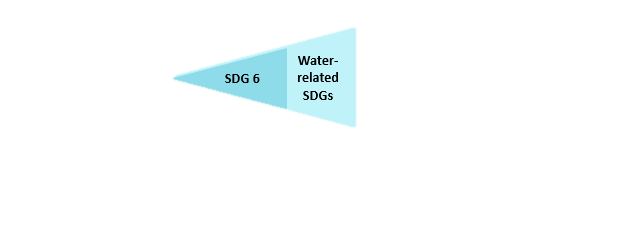 SDG 6
Water-
related
SDGs